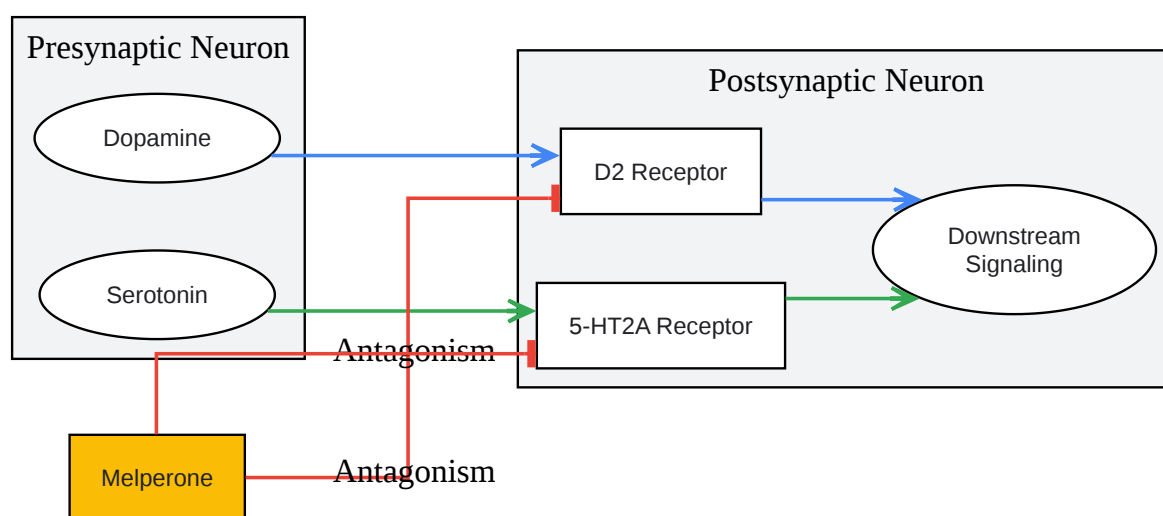 Presynaptic Neuron
Postsynaptic Neuron
Dopamine
D2 Receptor
Downstream
Signaling
Serotonin
5-HT2A Receptor
Antagonism
Melperone
Antagonism